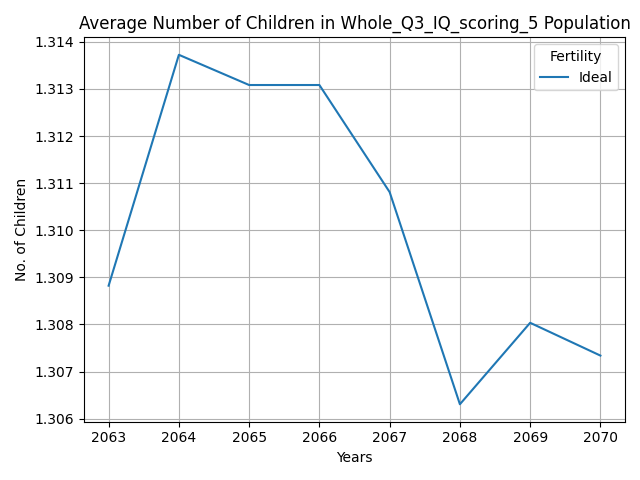 Average Number of Children in Whole_Q3_IQ_scoring_5 Population
Fertility
Ideal
No. of Children
1.314
1.313
1.312
1.311
1.310
1.309
1.308
1.307
1.306
2063 2064 2065 2066 2067 2068 2069 2070
Years